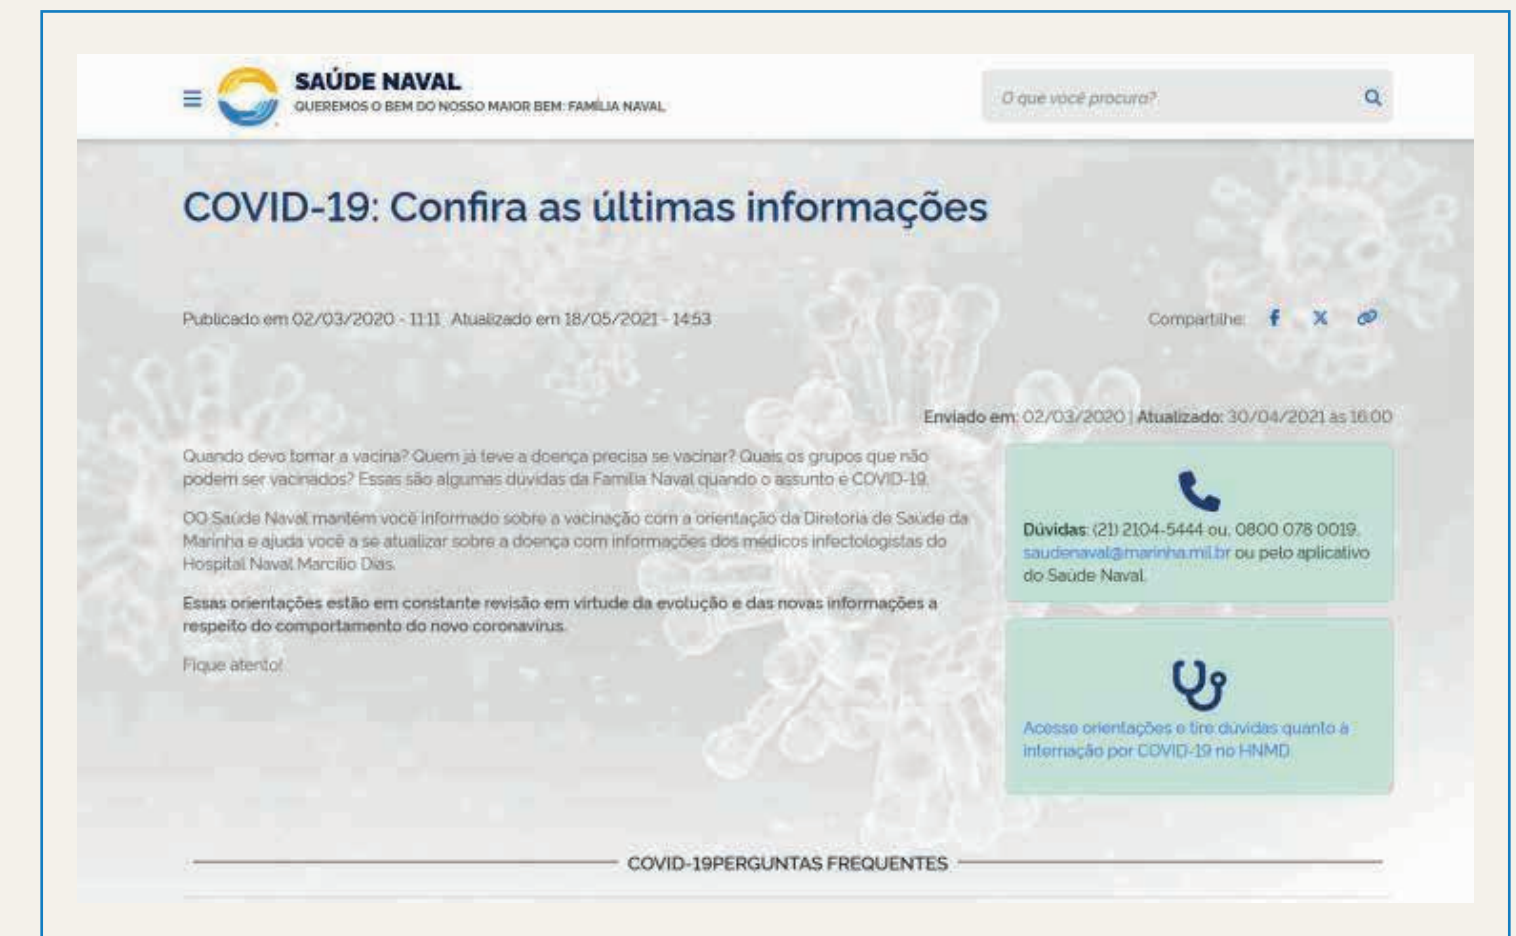 SAÚDE NAVAL
QUEREMOS O BEM DO NOSSO MAIOR BEM: FAMÍLIA NAVAL
O que você procura?
COVID-19: Confira as últimas informações
Publicado em 02/03/2020 - 11:11 Atualizado em 18/05/2021 - 14:53
Compartilhe:
Enviado em: 02/03/2020 | Atualizado: 30/04/2021 às 16:00
Quando devo tomar a vacina? Quem já teve a doença precisa se vacinar? Quais os grupos que não
podem ser vacinados? Essas são algumas dúvidas da Família Naval quando o assunto é COVID-19.
OO Saúde Naval mantém você informado sobre a vacinação com a orientação da Diretoria de Saúde da
Marinha e ajuda você a se atualizar sobre a doença com informações dos médicos infectologistas do
Hospital Naval Marcílio Dias.
Essas orientações estão em constante revisão em virtude da evolução e das novas informações a
respeito do comportamento do novo coronavírus.
Fique atento!
Dúvidas: (21) 2104-5444 ou, 0800 078 0019,
saudenaval@marinha.mil.br ou pelo aplicativo
do Saúde Naval.
Acesse orientações e tire dúvidas quanto à
internação por COVID-19 no HNMD.
COVID-19PERGUNTAS FREQUENTES